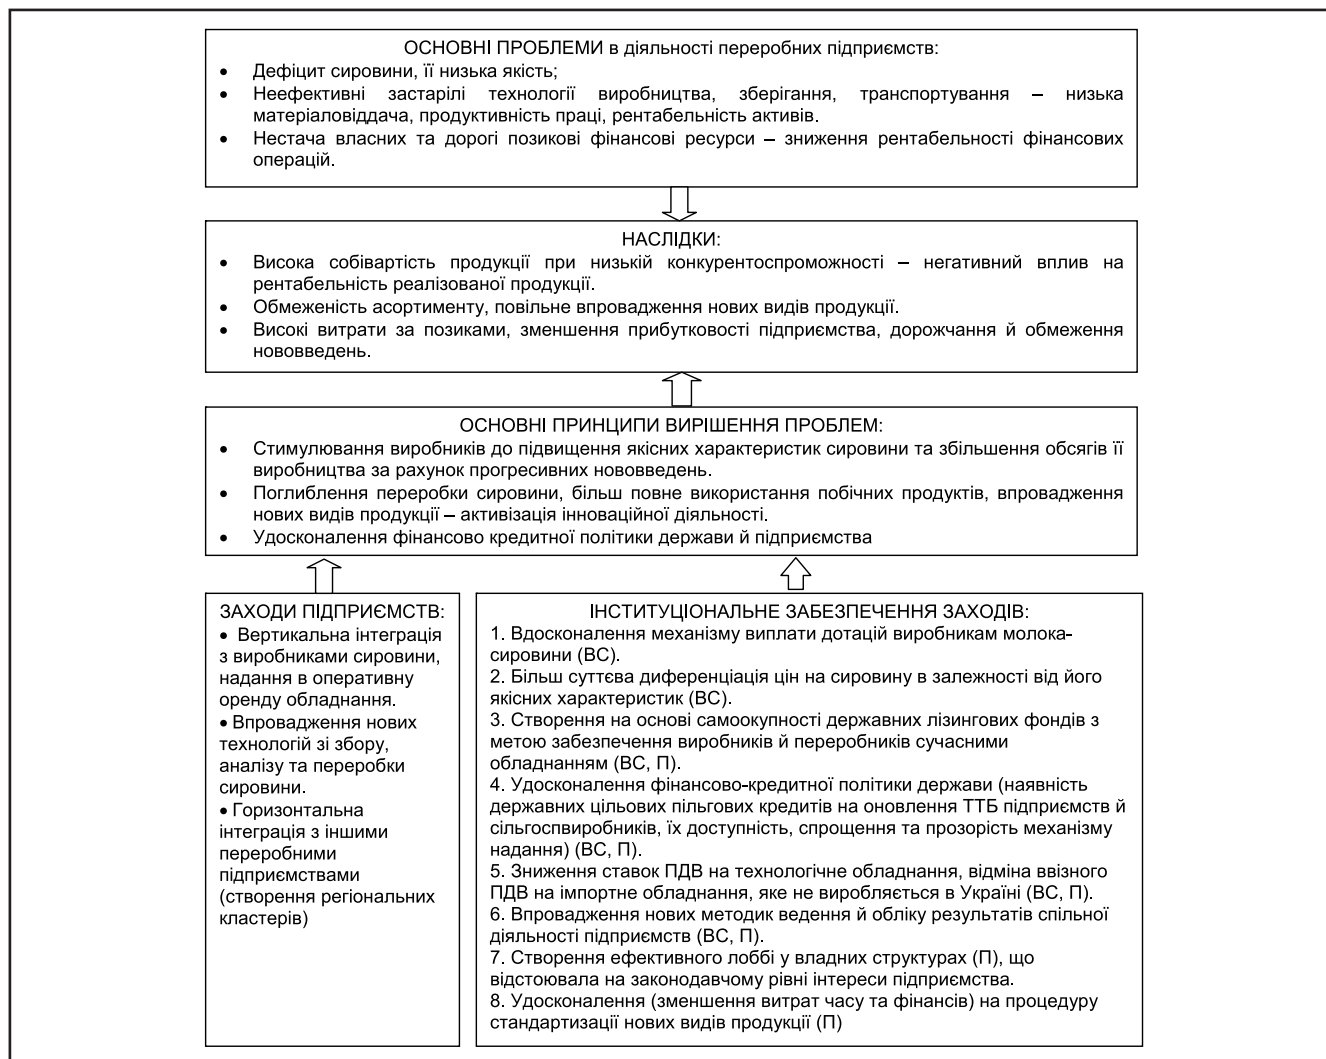 ОСНОВНІ ПРОБЛЕМИ в діяльності переробних підприємств:
• Дефіцит сировини, її низька якість;
• Неефективні застарілі технології виробництва, зберігання, транспортування – низька
матеріаловіддача, продуктивність праці, рентабельність активів.
• Нестача власних та дорогі позикові фінансові ресурси – зниження рентабельності фінансових
операцій.
НАСЛІДКИ:
• Висока собівартість продукції при низькій конкурентоспроможності – негативний вплив на
рентабельність реалізованої продукції.
• Обмеженість асортименту, повільне впровадження нових видів продукції.
• Високі витрати за позиками, зменшення прибутковості підприємства, дорожчання й обмеження
нововведень.
ОСНОВНІ ПРИНЦИПИ ВИРІШЕННЯ ПРОБЛЕМ:
• Стимулювання виробників до підвищення якісних характеристик сировини та збільшення обсягів її
виробництва за рахунок прогресивних нововведень.
• Поглиблення переробки сировини, більш повне використання побічних продуктів, впровадження
нових видів продукції – активізація інноваційної діяльності.
• Удосконалення фінансово кредитної політики держави й підприємства
ЗАХОДИ ПІДПРИЄМСТВ:
• Вертикальна інтеграція
з виробниками сировини,
надання в оперативну
оренду обладнання.
• Впровадження нових
технологій зі збору,
аналізу та переробки
сировини.
• Горизонтальна
інтеграція з іншими
переробними
підприємствами
(створення регіональних
кластерів)
ІНСТИТУЦІОНАЛЬНЕ ЗАБЕЗПЕЧЕННЯ ЗАХОДІВ:
1. Вдосконалення механізму виплати дотацій виробникам молока-
сировини (ВС).
2. Більш суттєва диференціація цін на сировину в залежності від його
якісних характеристик (ВС).
3. Створення на основі самоокупності державних лізингових фондів з
метою забезпечення виробників й переробників сучасними
обладнанням (ВС, П).
4. Удосконалення фінансово-кредитної політики держави (наявність
державних цільових пільгових кредитів на оновлення ТТБ підприємств й
сільгоспвиробників, їх доступність, спрощення та прозорість механізму
надання) (ВС, П).
5. Зниження ставок ПДВ на технологічне обладнання, відміна ввізного
ПДВ на імпортне обладнання, яке не виробляється в Україні (ВС, П).
6. Впровадження нових методик ведення й обліку результатів спільної
діяльності підприємств (ВС, П).
7. Створення ефективного лоббі у владних структурах (П), що
відстоювала на законодавчому рівні інтереси підприємства.
8. Удосконалення (зменшення витрат часу та фінансів) на процедуру
стандартизації нових видів продукції (П)